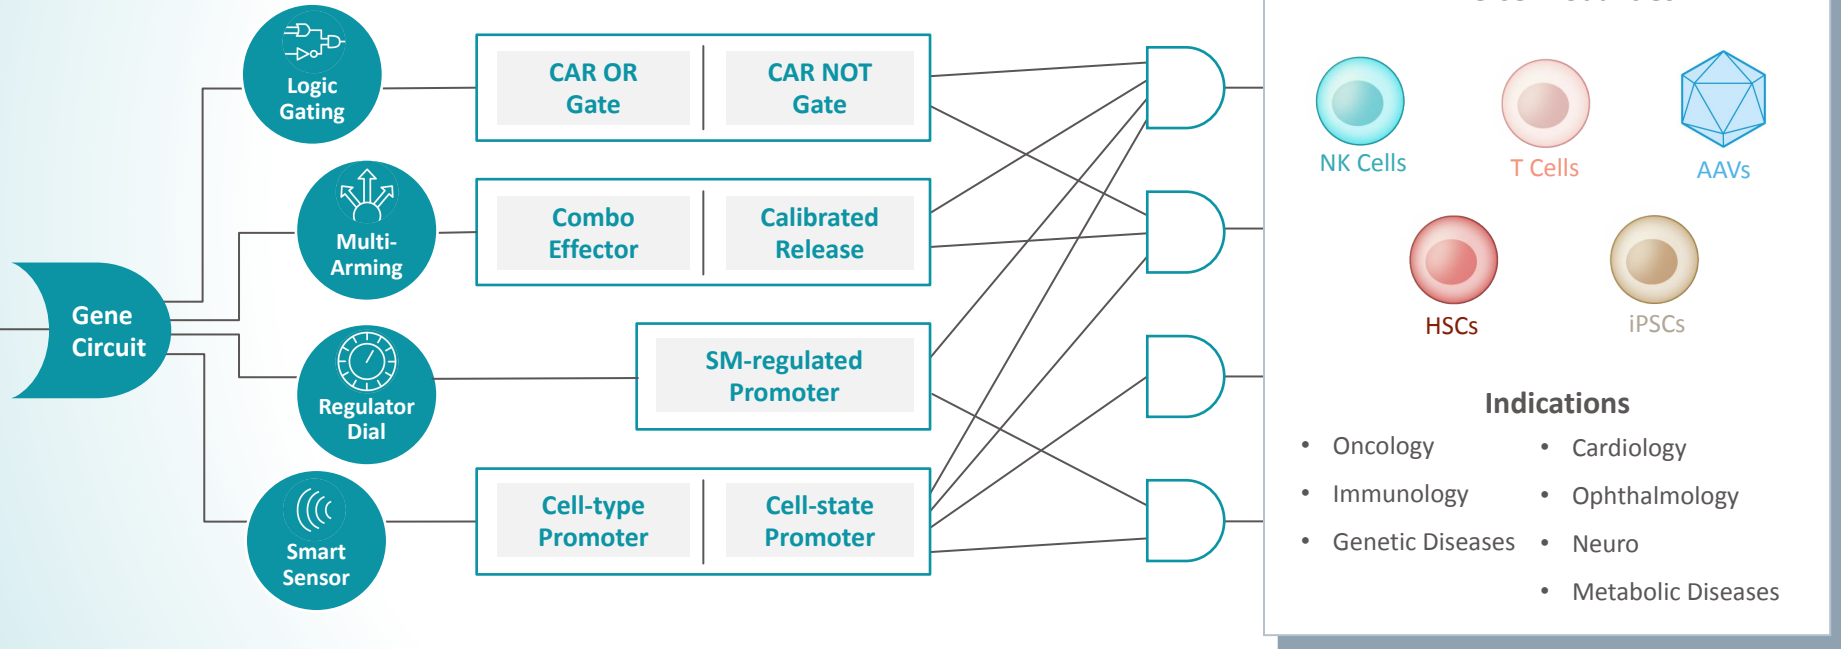 Logic
Gating
CAR OR
Gate
CAR NOT
Gate
NK Cells
T Cells
AAVs
Multi-
Arming
Combo
Effector
Calibrated
Release
Gene
Circuit
HSCs
iPSCs
Regulator
Dial
SM-regulated
Promoter
Indications
• Oncology
• Immunology
• Genetic Diseases
• Cardiology
• Ophthalmology
• Neuro
• Metabolic Diseases
Smart
Sensor
Cell-type
Promoter
Cell-state
Promoter